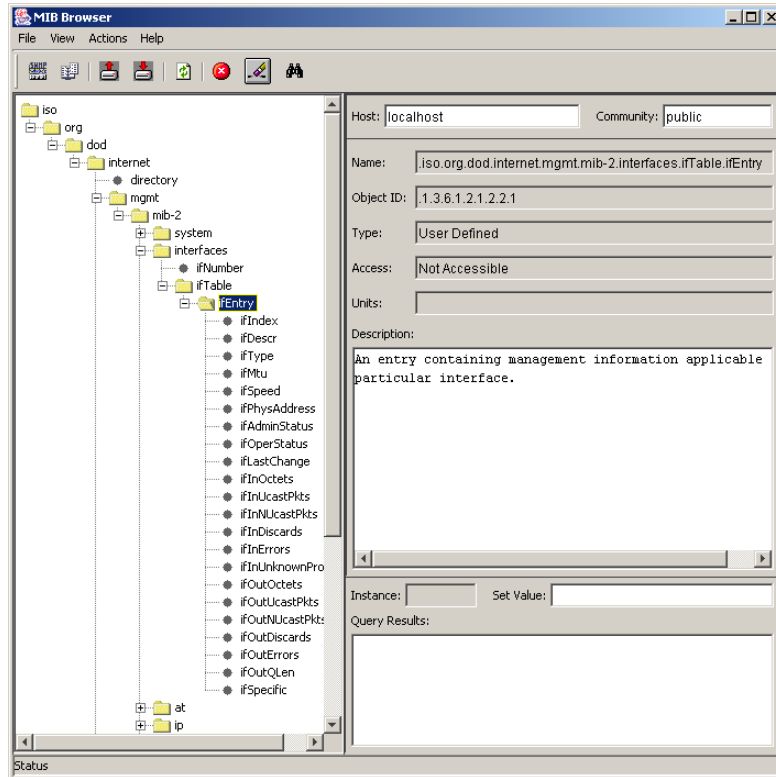 MIB Browser
File View Actions Help
iso
org
dod
internet
directory
mgmt
mib-2
system
interfaces
ifNumber
ifTable
ifEntry
ifIndex
ifDescr
ifType
ifMtu
ifSpeed
ifPhysAddress
ifAdminStatus
ifOperStatus
ifLastChange
ifInOctets
ifInUcastPkts
ifInNUcastPkts
ifInDiscards
ifInErrors
ifInUnknownPro
ifOutOctets
ifOutUcastPkts
ifOutNUcastPkts
ifOutDiscards
ifOutErrors
ifOutQLen
ifSpecific
at
ip
Host: localhost Community: public
Name: .iso.org.dod.internet.mgmt.mib-2.interfaces.ifTable.ifEntry
Object ID: .1.3.6.1.2.1.2.2.1
Type: User Defined
Access: Not Accessible
Units:
Description:
An entry containing management information applicable
particular interface.
Instance: Set Value:
Query Results:
Status